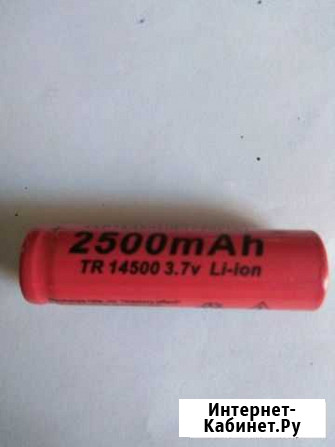 2500mAh
TR 14500 3.7v Li-ion
Интернет-
Кабинет.Ру